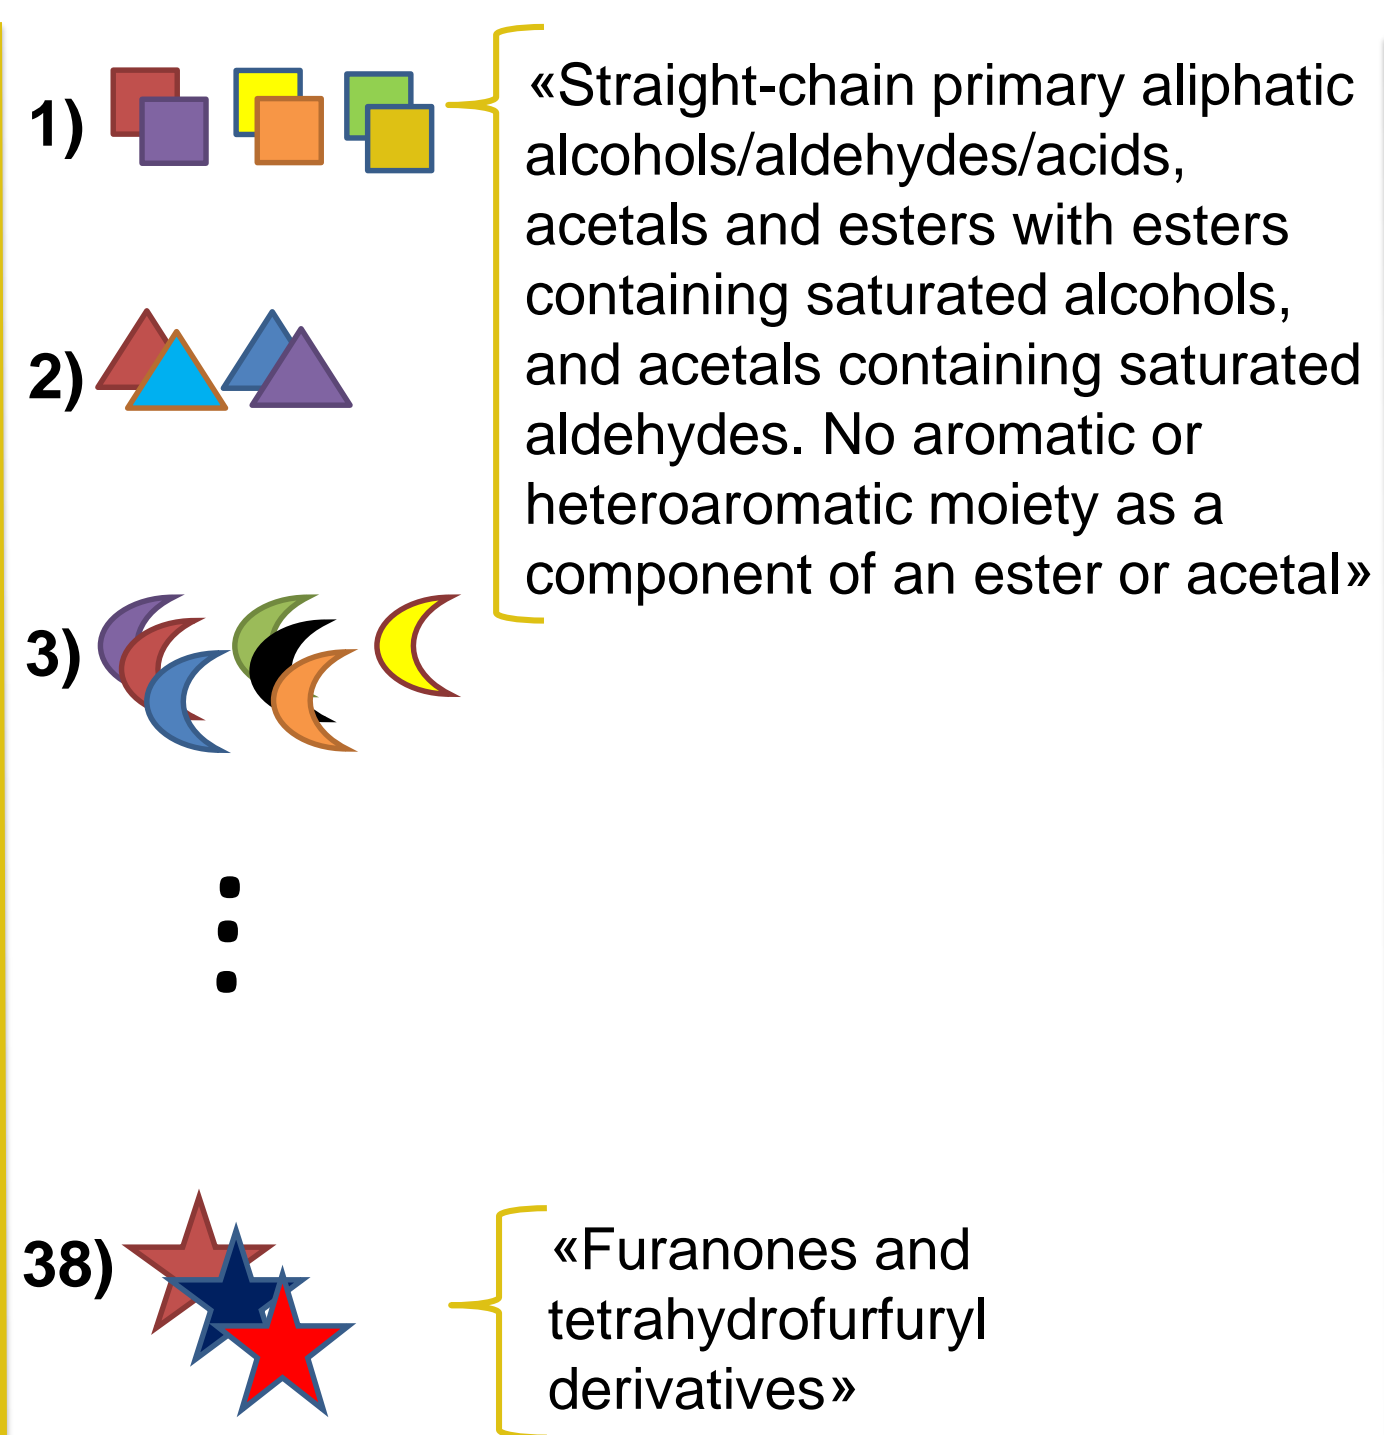 1)
«Straight-chain primary aliphatic
alcohols/aldehydes/acids,
acetals and esters with esters
containing saturated alcohols,
and acetals containing saturated
aldehydes. No aromatic or
heteroaromatic moiety as a
component of an ester or acetal»
2)
3)
38)
«Furanones and
tetrahydrofurfuryl
derivatives»